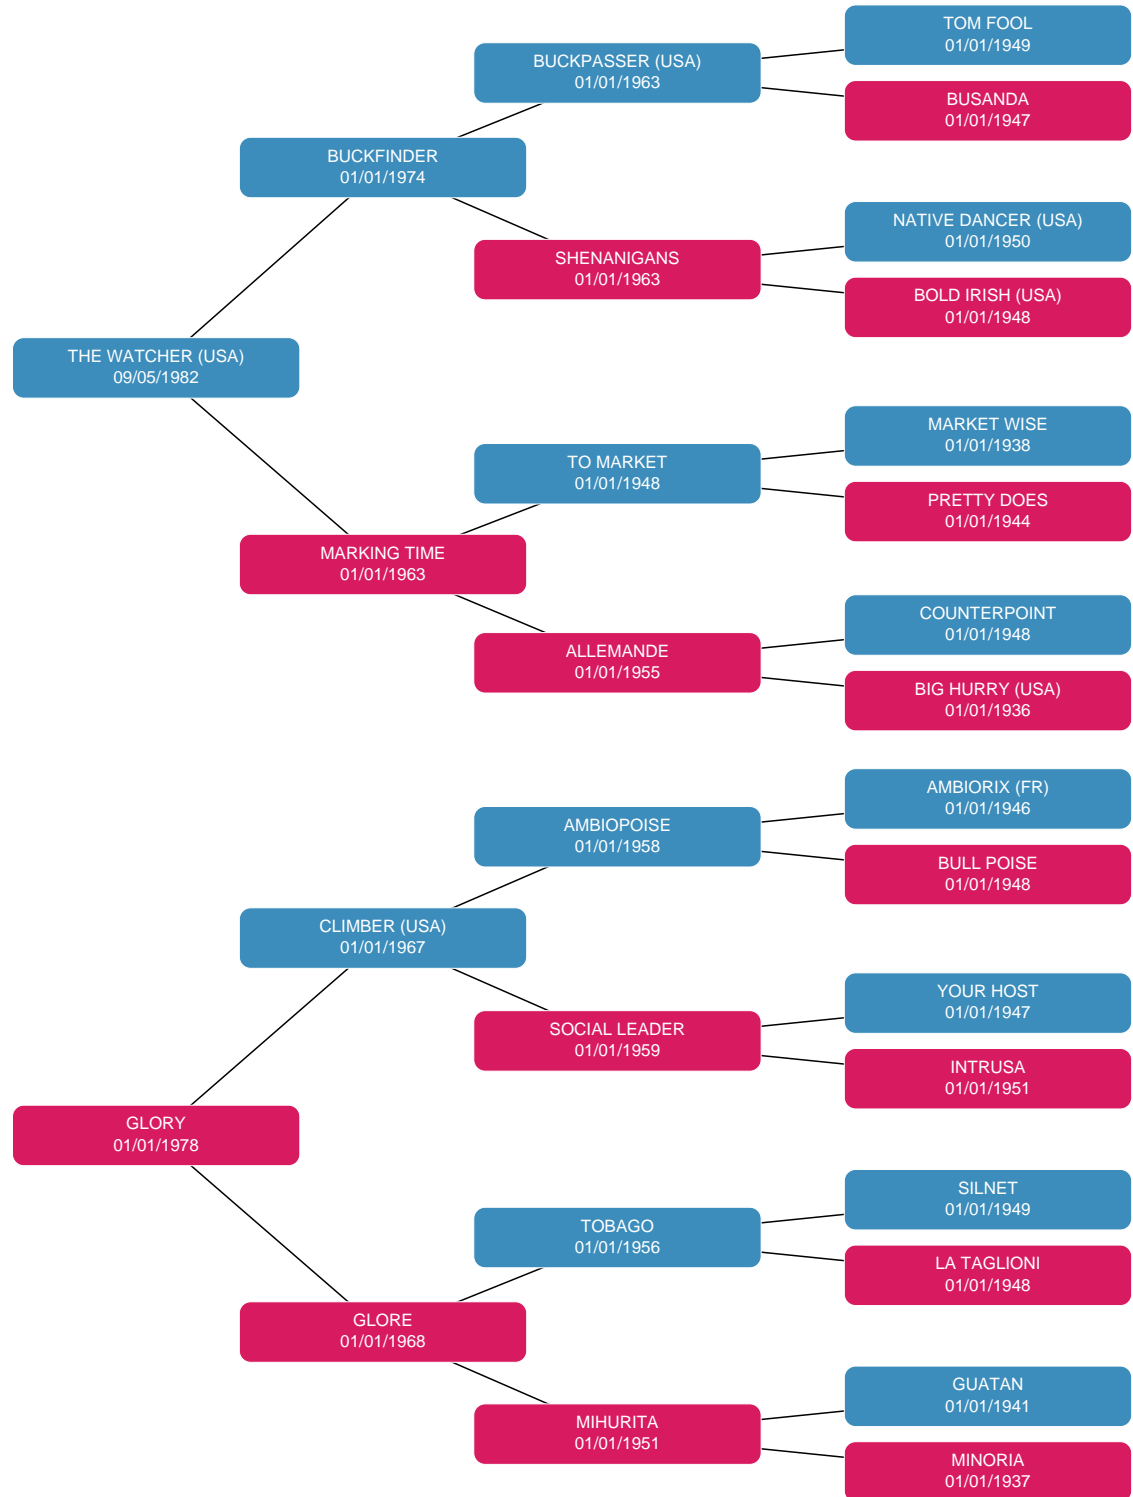 TOM FOOL
01/01/1949
BUCKPASSER (USA)
01/01/1963
BUSANDA
01/01/1947
BUCKFINDER
01/01/1974
NATIVE DANCER (USA)
01/01/1950
SHENANIGANS
01/01/1963
BOLD IRISH (USA)
01/01/1948
THE WATCHER (USA)
09/05/1982
MARKET WISE
01/01/1938
TO MARKET
01/01/1948
PRETTY DOES
01/01/1944
MARKING TIME
01/01/1963
COUNTERPOINT
01/01/1948
ALLEMANDE
01/01/1955
BIG HURRY (USA)
01/01/1936
AMBIORIX (FR)
01/01/1946
AMBIOPOISE
01/01/1958
BULL POISE
01/01/1948
CLIMBER (USA)
01/01/1967
YOUR HOST
01/01/1947
SOCIAL LEADER
01/01/1959
INTRUSA
01/01/1951
GLORY
01/01/1978
SILNET
01/01/1949
TOBAGO
01/01/1956
LA TAGLIONI
01/01/1948
GLORE
01/01/1968
GUATAN
01/01/1941
MIHURITA
01/01/1951
MINORIA
01/01/1937